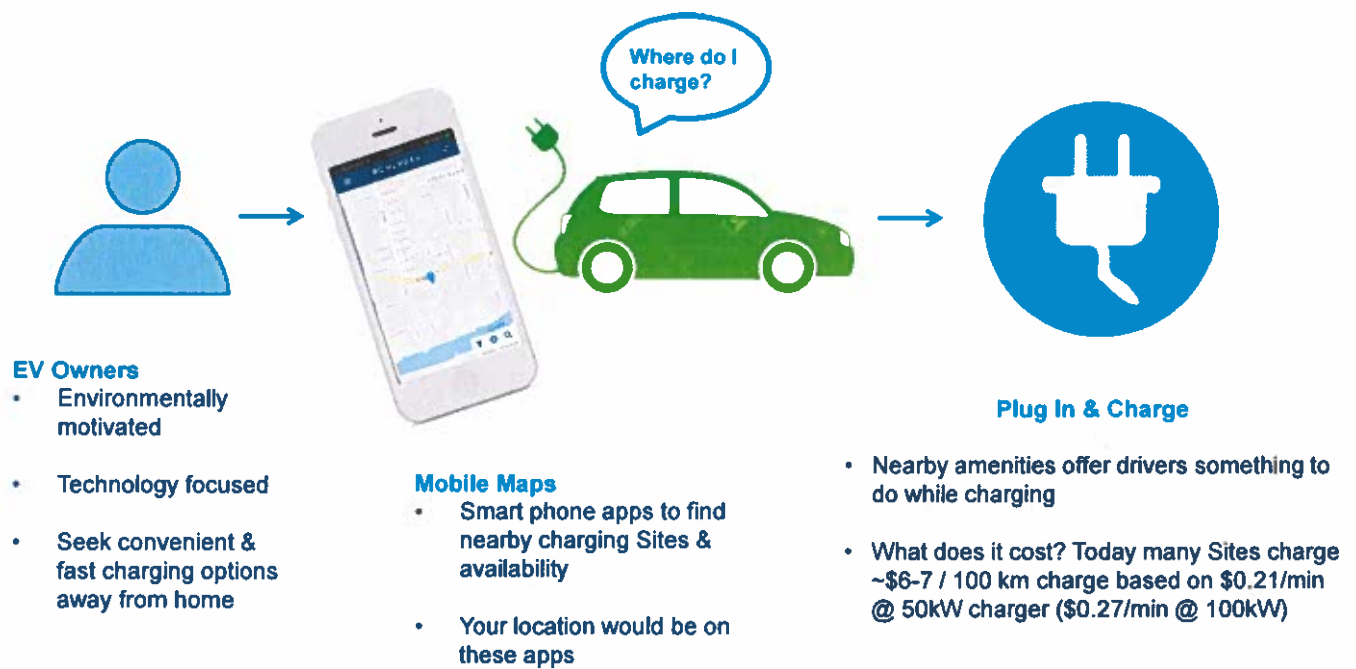 Where do I
charge?
EV Owners
• Environmentally
motivated
• Technology focused
• Seek convenient &
fast charging options
away from home
Mobile Maps
• Smart phone apps to find
nearby charging Sites &
availability
• Your location would be on
these apps
Plug In & Charge
• Nearby amenities offer drivers something to
do while charging
• What does it cost? Today many Sites charge
~$6-7 / 100 km charge based on $0.21/min
@ 50kW charger ($0.27/min @ 100kW)